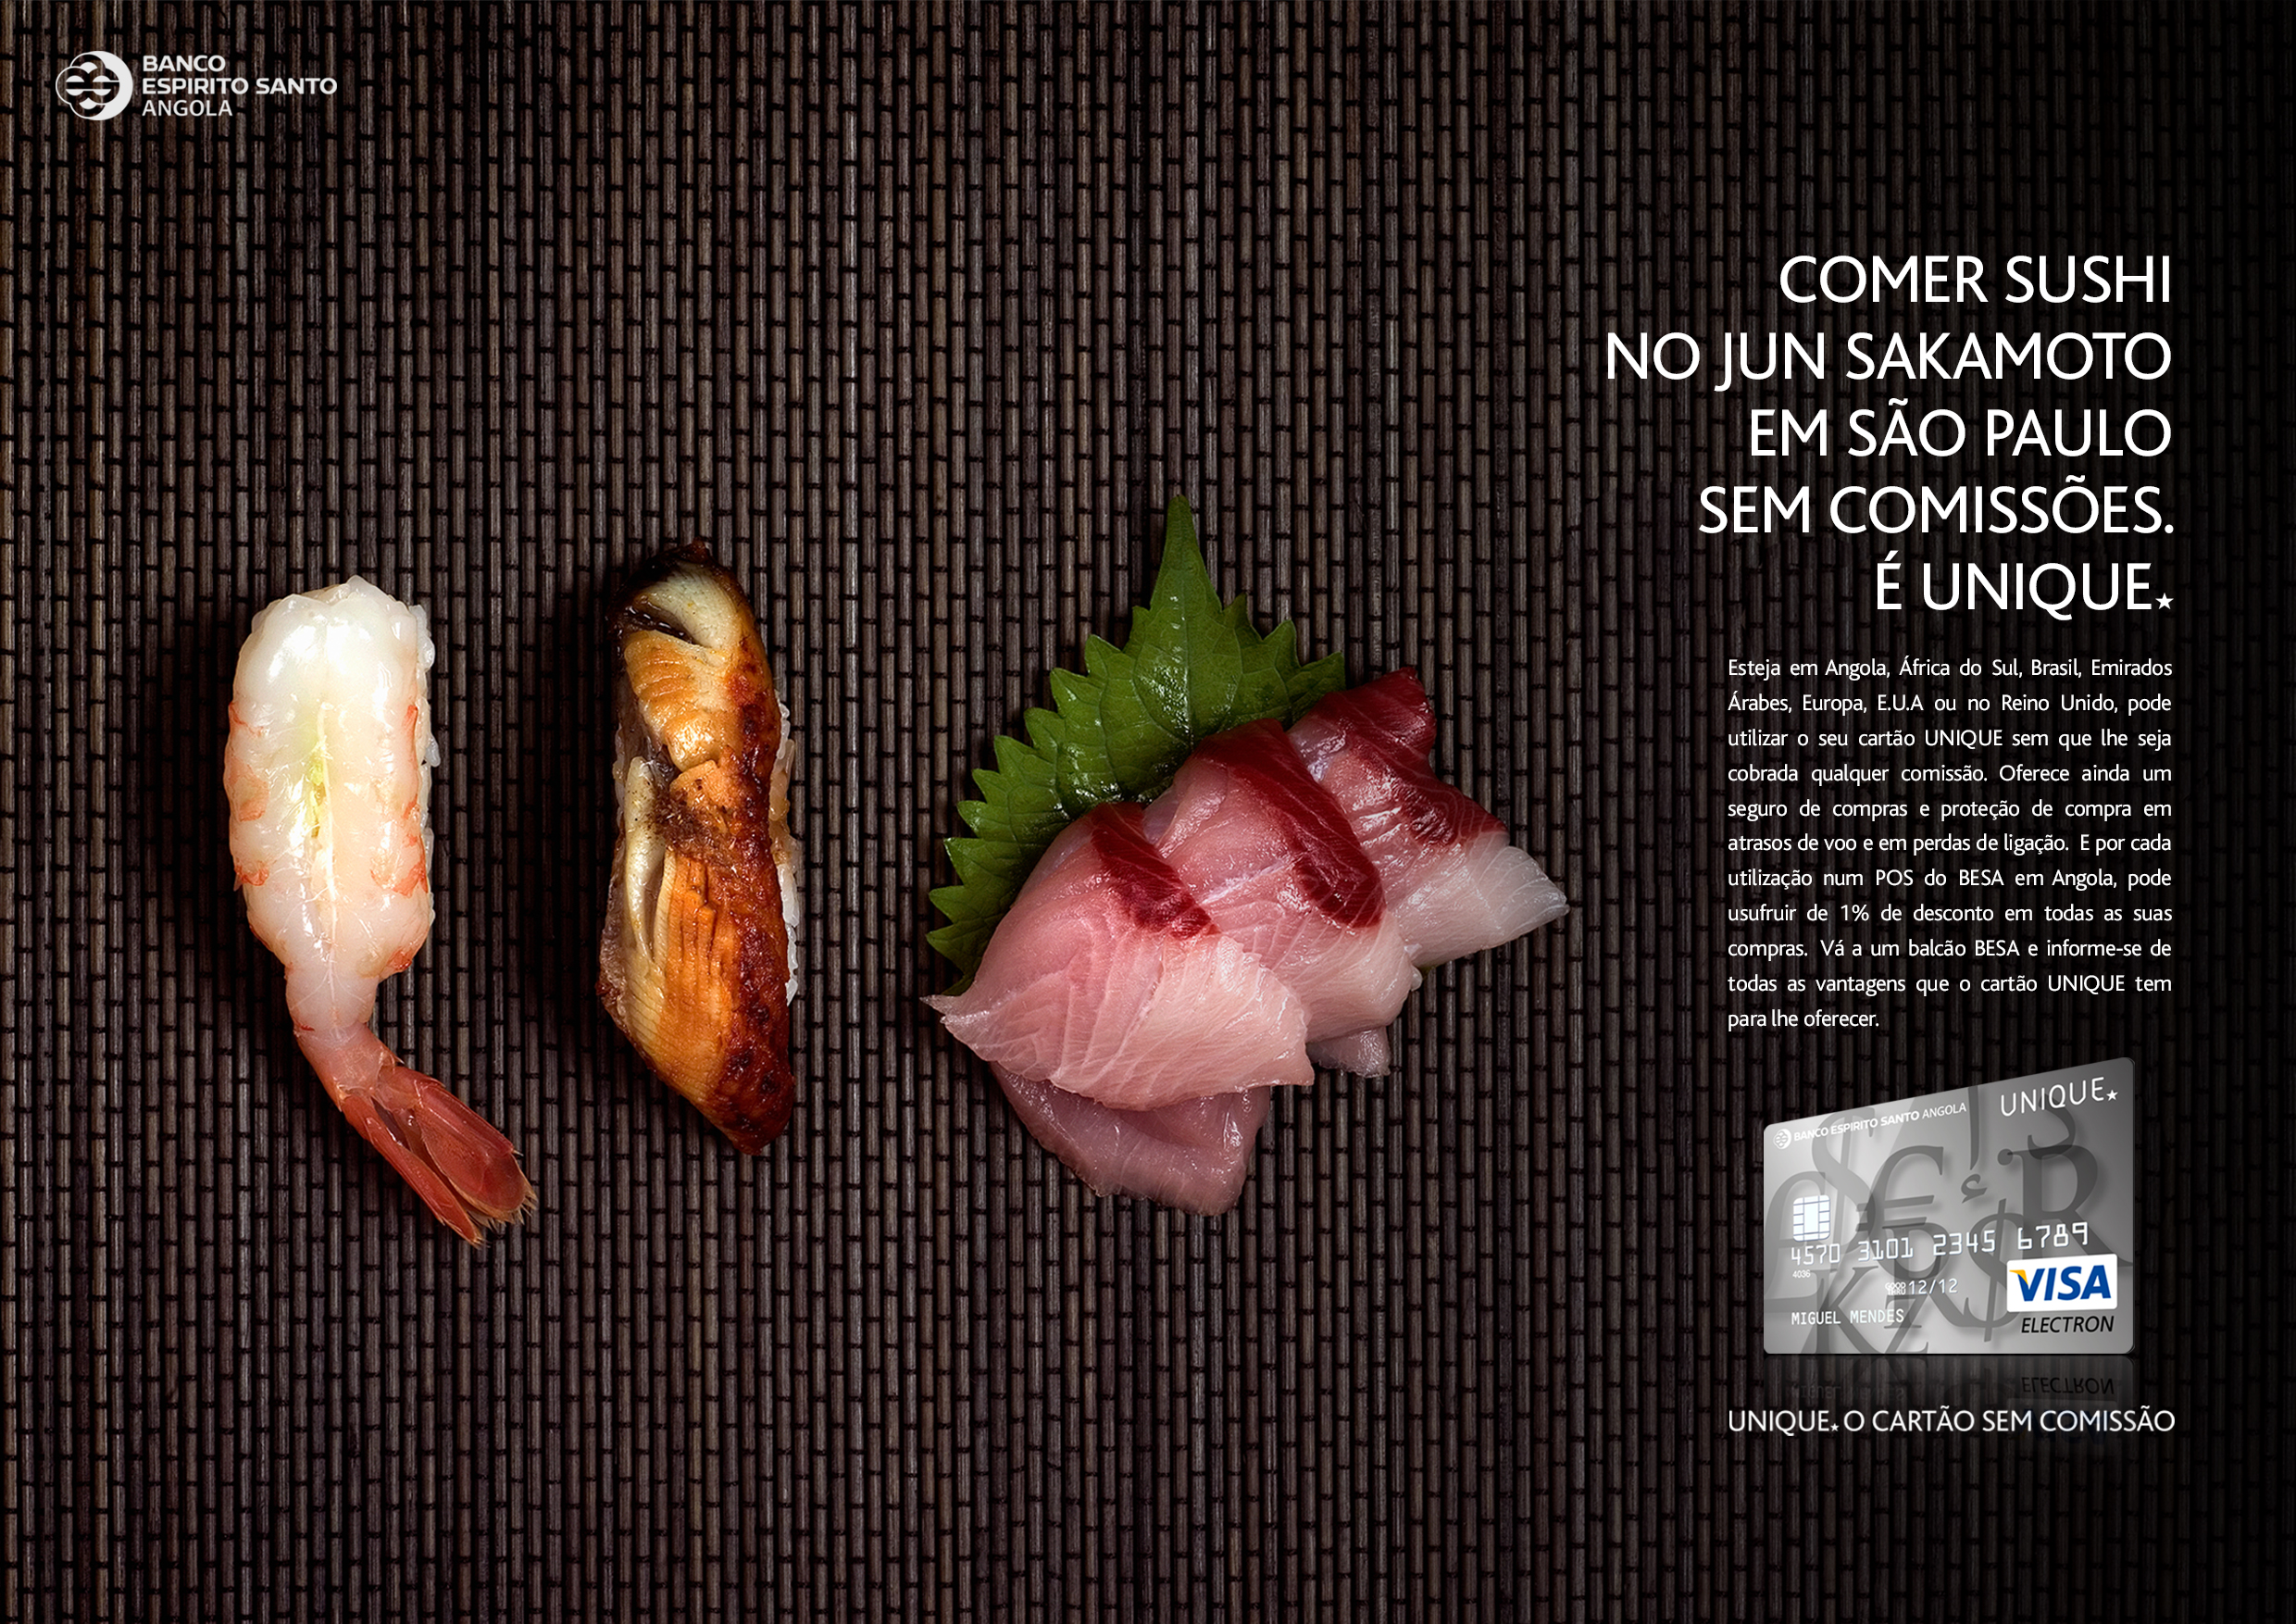 BANCO
ESPIRITO SANTO
ANGOLA
COMER SUSHI
NO JUN SAKAMOTO
EM SÃO PAULO
SEM COMISSÕES.
É UNIQUE
Esteja em Angola, África do Sul, Brasil, Emirados
Árabes, Europa, E.U.A ou no Reino Unido, pode
utilizar o seu cartão UNIQUE sem que lhe seja
cobrada qualquer comissão. Oferece ainda um
seguro de compras e proteção de compra em
atrasos de voo e em perdas de ligação. E por cada
utilização num POS do BESA em Angola, pode
usufruir de 1% de desconto em todas as suas
compras. Vá a um balcão BESA e informe-se de
todas as vantagens que o cartão UNIQUE tem
para lhe oferecer.
BANCO ESPIRITO SANTO ANGOLA
UNIQUE
4570 3101 2345 6789
4036
12/12
MIGUEL MENDES
VISA
ELECTRON
UNIQUE O CARTÃO SEM COMISSÃO